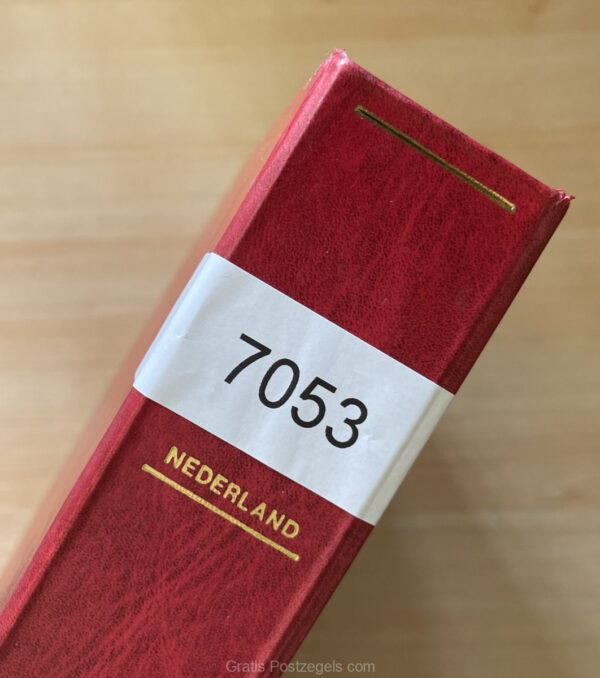 7053
NEDERLAND
Gratis Postzegels.com